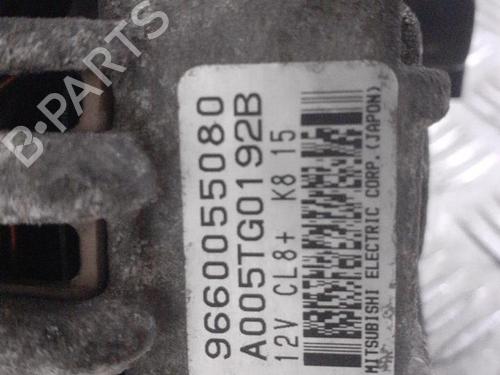 9660055080
A005TG0192B
12V CL8+ K8 15
MITSUBISHI ELECTRIC CORP.(JAPON)
B-PARTS